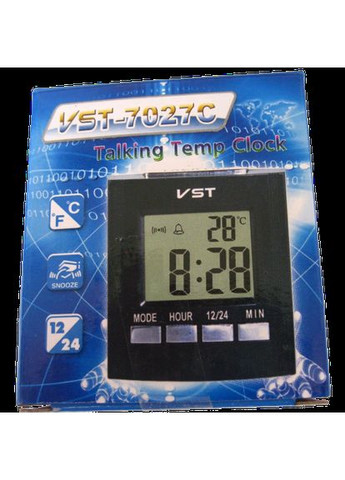 VST-7027C
Talking Temp Clock
°C
°F
SNOOZE
12
24
VST
28°C
8:28
MODE HOUR 12/24 MIN